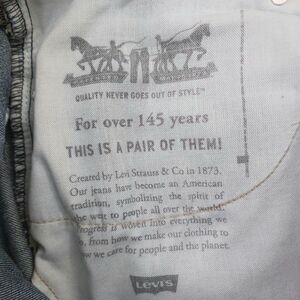 QUALITY NEVER GOES OUT OF STYLE™
For over 145 years
THIS IS A PAIR OF THEM!
Created by Levi Strauss & Co in 1873.
Our jeans have become an American
tradition, symbolizing the spirit of
the west to people all over the world.
Progress is woven into everything we
o, from how we make our clothing to
w we care for people and the planet.
Levi's